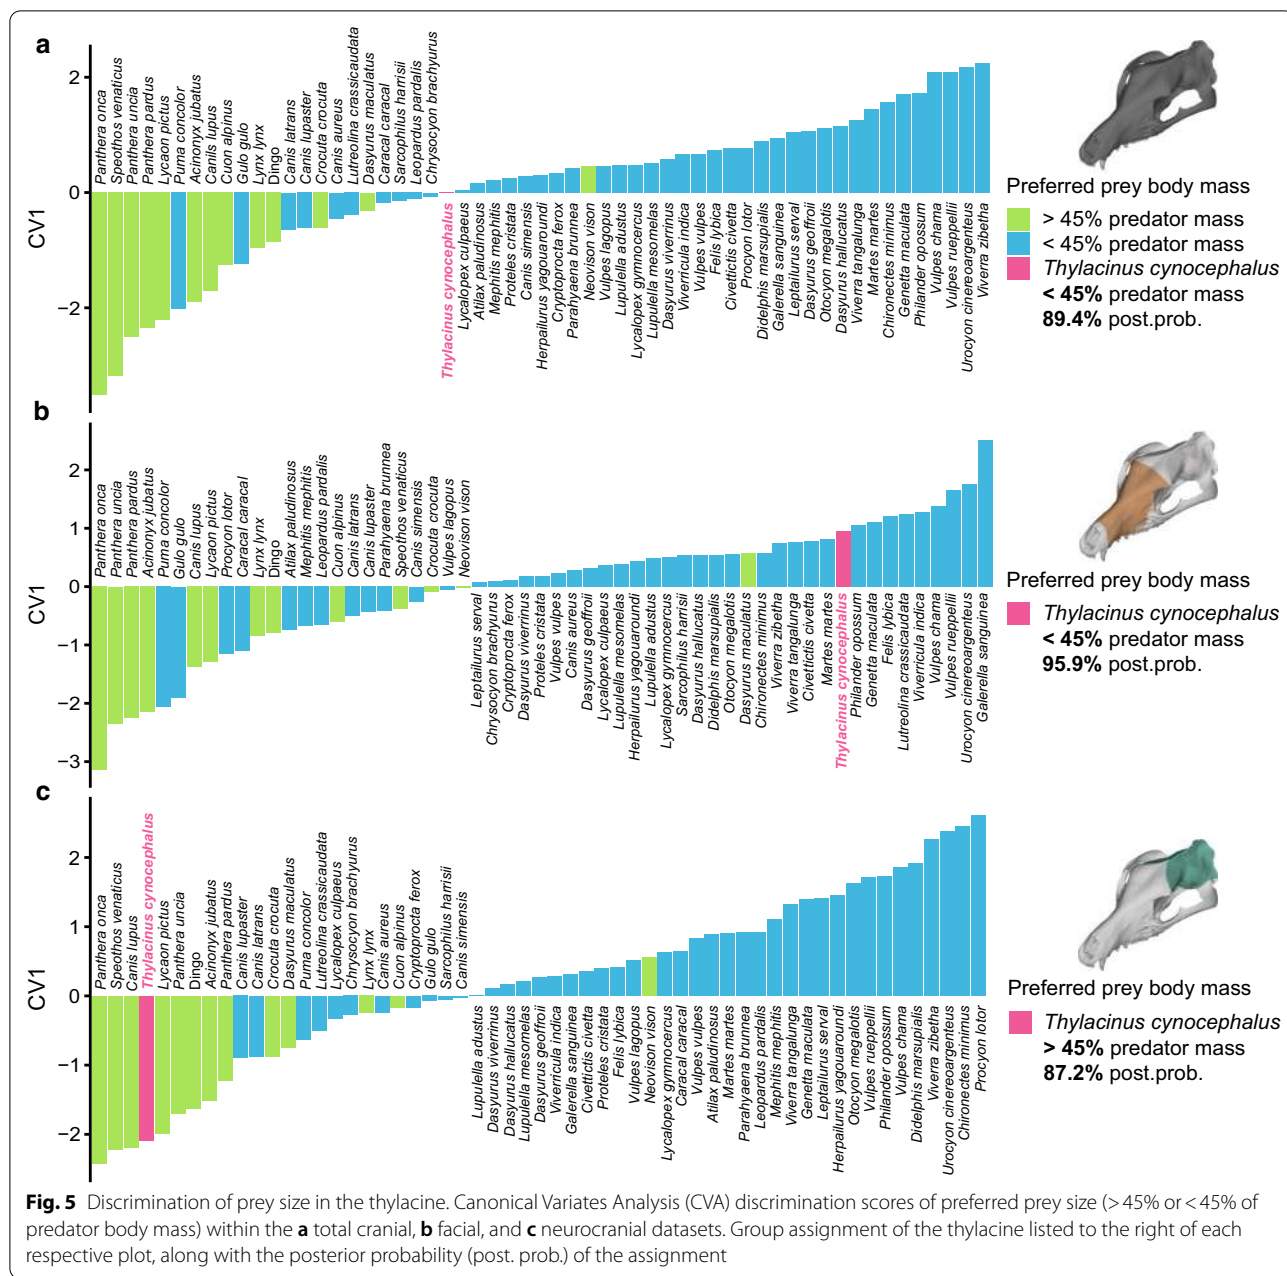 a
CV1
2
0
−2
Panthera onca
Speothos venaticus
Panthera uncia
Panthera pardus
Lycaon pictus
Puma concolor
Acinonyx jubatus
Canils lupus
Cuon alpinus
Gulo gulo
Lynx lynx
Dingo
Canis latrans
Canis lupaster
Crocuta crocuta
Canis aureus
Lutreolina crassicaudata
Dasyurus maculatus
Caracal caracal
Sarcophilus harrisii
Leopardus pardalis
Chrysocyon brachyurus
Thylacinus cynocephalus
Lycalopex culpaeus
Atilax paludinosus
Mephitis mephitis
Proteles cristata
Canis simensis
Herpailurus yagouaroundi
Cryptoprocta ferox
Parahyaena brunnea
Neovison vison
Vulpes lagopus
Lupulella adustus
Lycalopex gymnocercus
Lupulella mesomelas
Dasyurus viverrinus
Viverricula indica
Vulpes vulpes
Felis lybica
Civettictis civetta
Procyon lotor
Didelphis marsupialis
Galerella sanguinea
Leptailurus serval
Dasyurus geoffroii
Otocyon megalotis
Dasyurus hallucatus
Viverra tangalunga
Martes martes
Chironectes minimus
Genetta maculata
Philander opossum
Vulpes chama
Vulpes rueppellii
Urocyon cinereoargenteus
Viverra zibetha
Preferred prey body mass
> 45% predator mass
< 45% predator mass
Thylacinus cynocephalus
< 45% predator mass
89.4% post.prob.
b
CV1
2
1
0
−1
−2
−3
Panthera onca
Panthera uncia
Panthera pardus
Acinonyx jubatus
Puma concolor
Gulo gulo
Canis lupus
Lycaon pictus
Procyon lotor
Caracal caracal
Lynx lynx
Dingo
Atilax paludinosus
Mephitis mephitis
Leopardus pardalis
Cuon alpinus
Canis latrans
Canis lupaster
Parahyaena brunnea
Speothos venaticus
Canis simensis
Crocuta crocuta
Vulpes lagopus
Neovison vison
Leptailurus serval
Chrysocyon brachyurus
Cryptoprocta ferox
Dasyurus viverrinus
Proteles cristata
Vulpes vulpes
Canis aureus
Dasyurus geoffroii
Lycalopex culpaeus
Lupulella mesomelas
Herpailurus yagouaroundi
Lupulella adustus
Lycalopex gymnocercus
Sarcophilus harrisii
Dasyurus hallucatus
Didelphis marsupialis
Otocyon megalotis
Dasyurus maculatus
Chironectes minimus
Viverra zibetha
Viverra tangalunga
Civettictis civetta
Martes martes
Thylacinus cynocephalus
Philander opossum
Genetta maculata
Felis lybica
Lutreolina crassicaudata
Viverricula indica
Vulpes chama
Vulpes rueppellii
Urocyon cinereoargenteus
Galerella sanguinea
Preferred prey body mass
Thylacinus cynocephalus
< 45% predator mass
95.9% post.prob.
c
CV1
2
1
0
−1
−2
Panthera onca
Speothos venaticus
Canis lupus
Thylacinus cynocephalus
Lycaon pictus
Panthera uncia
Dingo
Acinonyx jubatus
Panthera pardus
Canis lupaster
Canis latrans
Crocuta crocuta
Dasyurus maculatus
Puma concolor
Lutreolina crassicaudata
Lycalopex culpaeus
Chrysocyon brachyurus
Lynx lynx
Canis aureus
Cuon alpinus
Cryptoprocta ferox
Gulo gulo
Sarcophilus harrisii
Canis simensis
Lupulella adustus
Dasyurus viverrinus
Dasyurus hallucatus
Lupulella mesomelas
Dasyurus geoffroii
Viverricula indica
Galerella sanguinea
Civettictis civetta
Proteles cristata
Felis lybica
Vulpes lagopus
Neovison vison
Lycalopex gymnocercus
Caracal caracal
Vulpes vulpes
Atilax paludinosus
Martes martes
Parahyaena brunnea
Leopardus pardalis
Mephitis mephitis
Viverra tangalunga
Genetta maculata
Leptailurus serval
Herpailurus yagouaroundi
Otocyon megalotis
Vulpes rueppellii
Philander opossum
Vulpes chama
Didelphis marsupialis
Viverra zibetha
Urocyon cinereoargenteus
Chironectes minimus
Procyon lotor
Preferred prey body mass
Thylacinus cynocephalus
> 45% predator mass
87.2% post.prob.
Fig. 5 Discrimination of prey size in the thylacine. Canonical Variates Analysis (CVA) discrimination scores of preferred prey size (> 45% or < 45% of
predator body mass) within the a total cranial, b facial, and c neurocranial datasets. Group assignment of the thylacine listed to the right of each
respective plot, along with the posterior probability (post. prob.) of the assignment